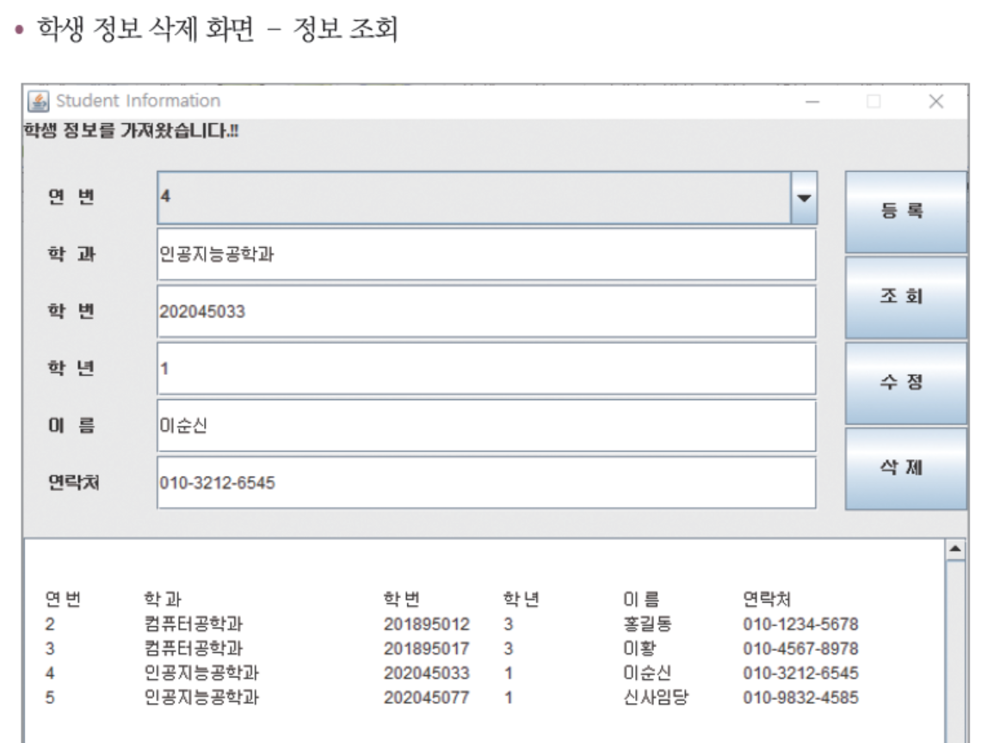 • 학생 정보 삭제 화면 – 정보 조회
Student Information
학생 정보를 가져왔습니다.!!
연 번 4
등 록
학 과 인공지능공학과
학 번 202045033
조 회
학 년 1
수 정
이 름 이순신
연락처 010-3212-6545
삭 제
연 번 학 과 학 번 학 년 이 름 연락처
2 컴퓨터공학과 201895012 3 홍길동 010-1234-5678
3 컴퓨터공학과 201895017 3 이황 010-4567-8978
4 인공지능공학과 202045033 1 이순신 010-3212-6545
5 인공지능공학과 202045077 1 신사임당 010-9832-4585